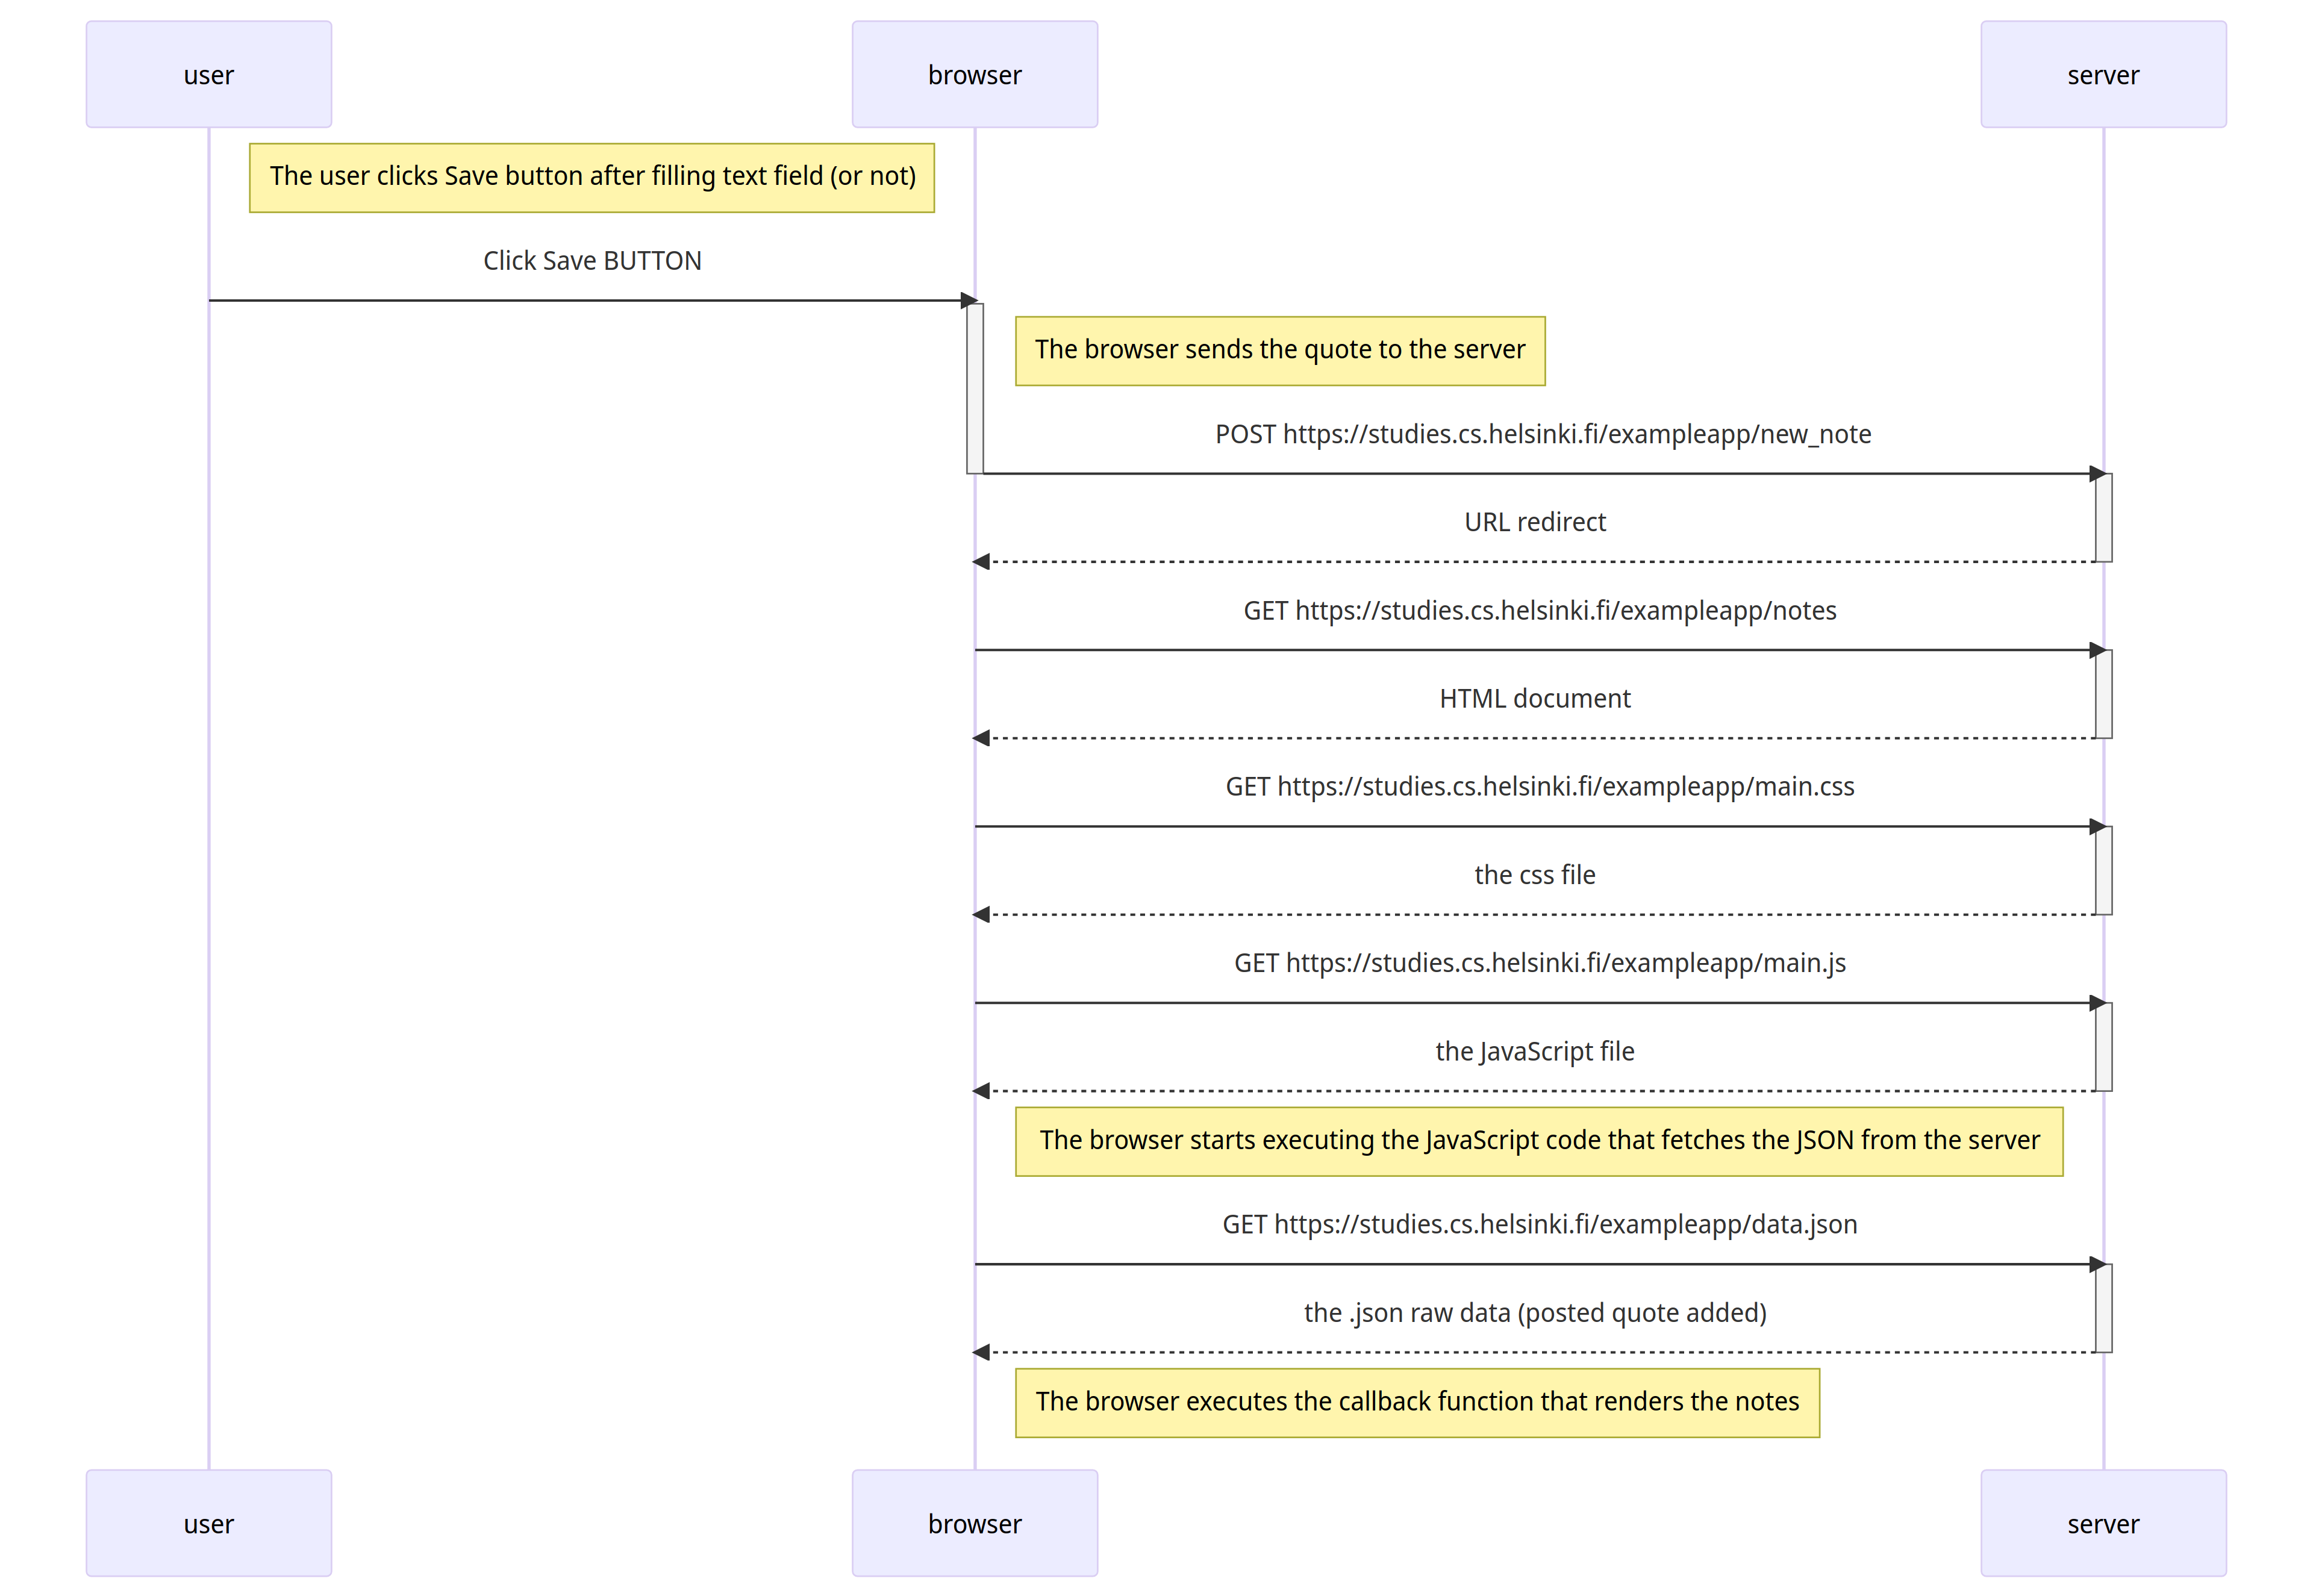 user
browser
server
The user clicks Save button after filling text field (or not)
Click Save BUTTON
The browser sends the quote to the server
POST https://studies.cs.helsinki.fi/exampleapp/new_note
URL redirect
GET https://studies.cs.helsinki.fi/exampleapp/notes
HTML document
GET https://studies.cs.helsinki.fi/exampleapp/main.css
the css file
GET https://studies.cs.helsinki.fi/exampleapp/main.js
the JavaScript file
The browser starts executing the JavaScript code that fetches the JSON from the server
GET https://studies.cs.helsinki.fi/exampleapp/data.json
the .json raw data (posted quote added)
The browser executes the callback function that renders the notes
user
browser
server